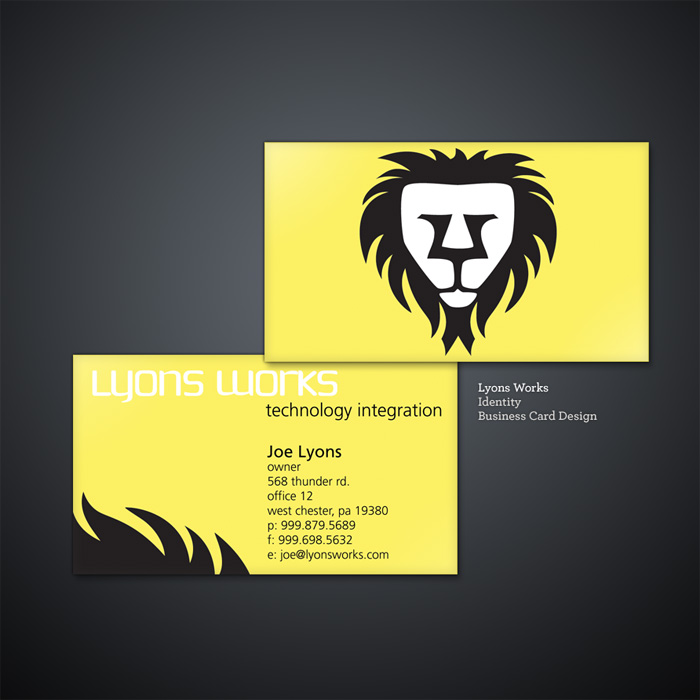 Lyons Works
technology integration
Joe Lyons
owner
568 thunder rd.
office 12
west chester, pa 19380
p: 999.879.5689
f: 999.698.5632
e: joe@lyonsworks.com
Lyons Works
Identity
Business Card Design